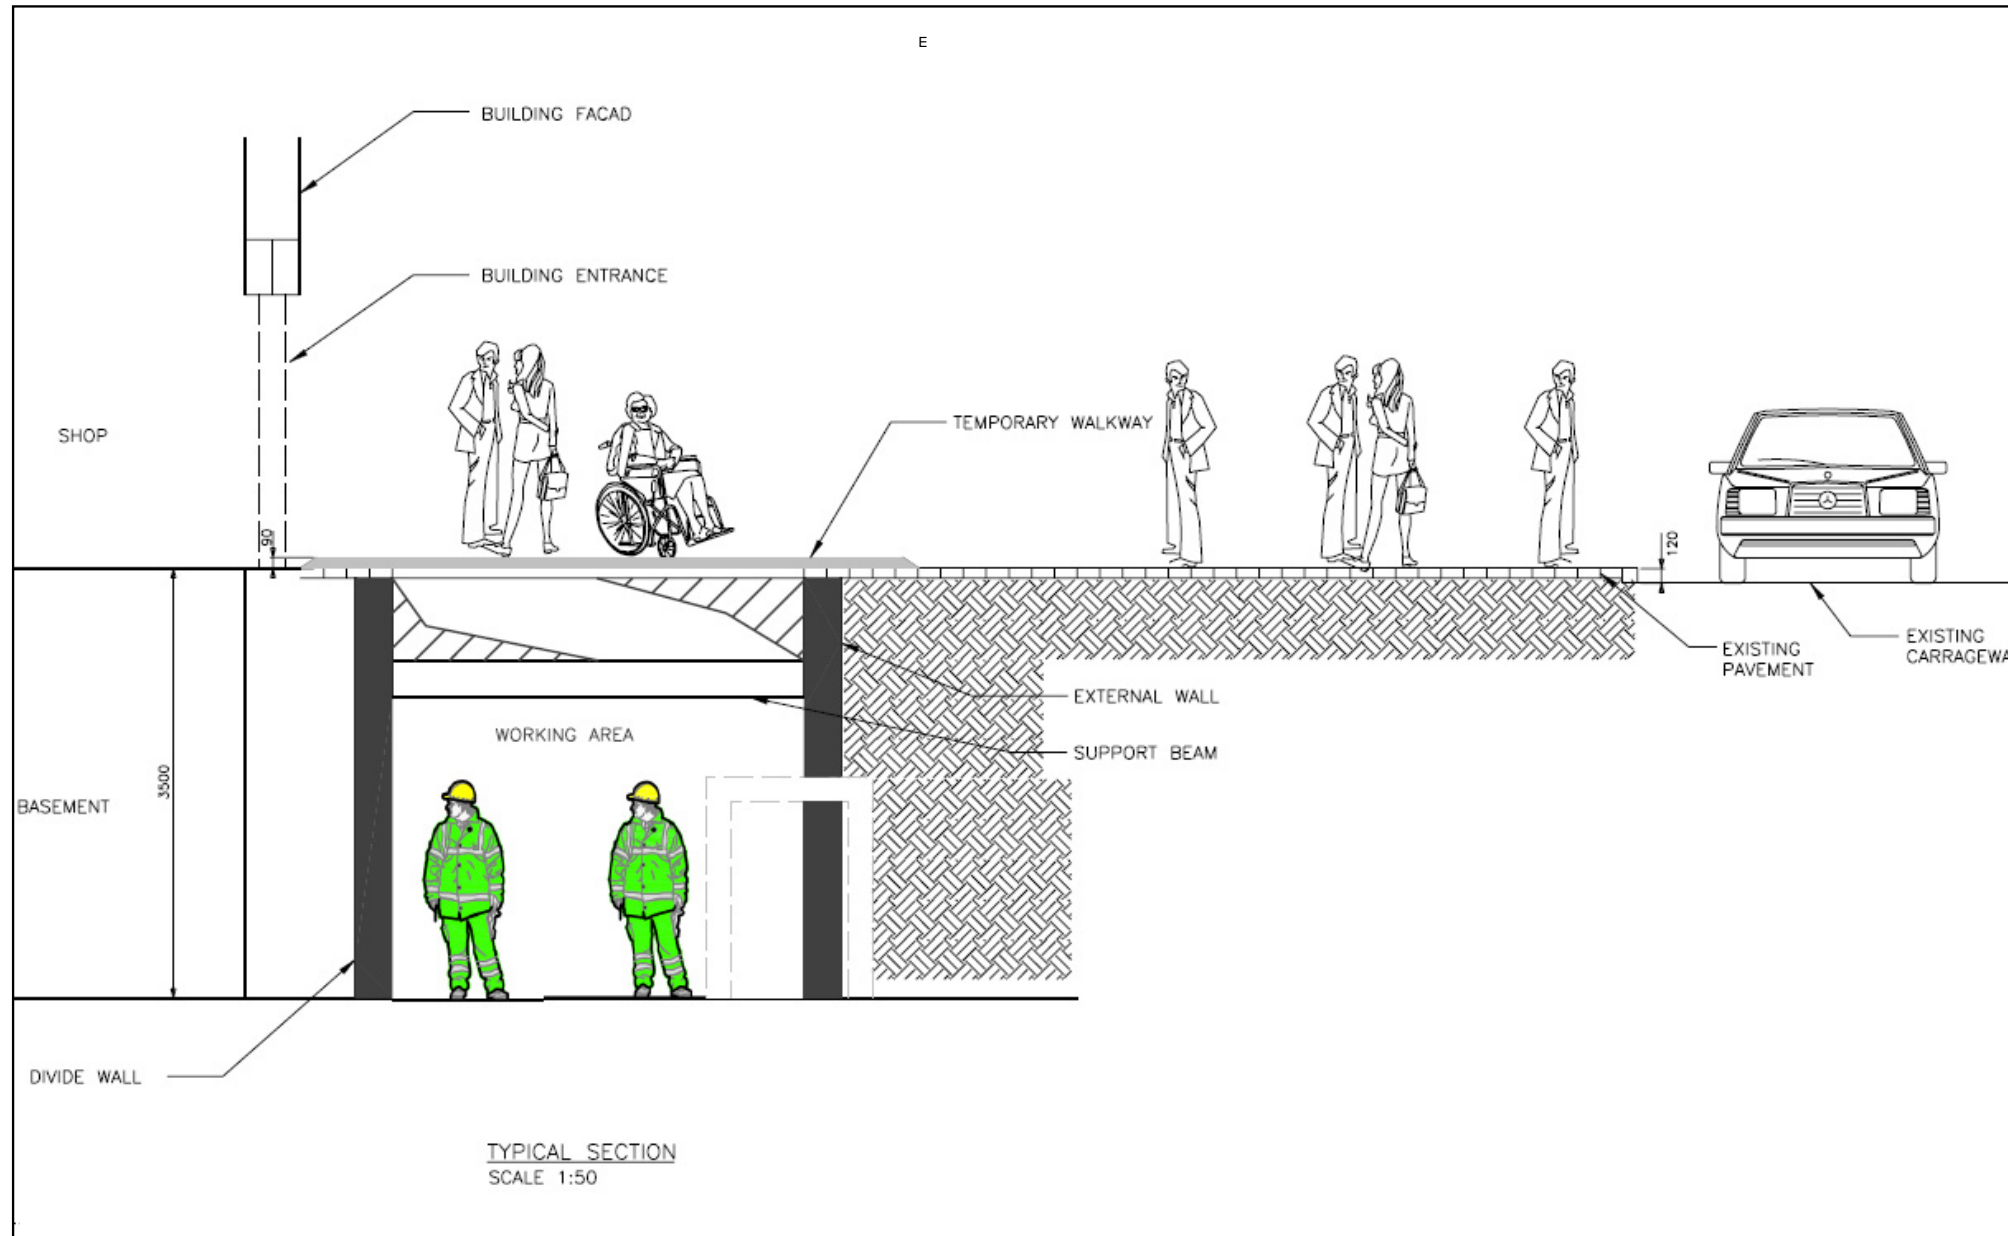 E
BUILDING FACAD
BUILDING ENTRANCE
SHOP
TEMPORARY WALKWAY
90
120
EXISTING
PAVEMENT
EXISTING
CARRAGEWA
EXTERNAL WALL
WORKING AREA
SUPPORT BEAM
3500
BASEMENT
DIVIDE WALL
TYPICAL SECTION
SCALE 1:50